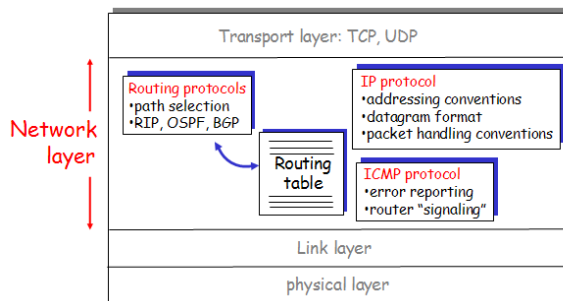 Transport layer: TCP, UDP
Network
layer
Routing protocols
•path selection
•RIP, OSPF, BGP
Routing
table
IP protocol
•addressing conventions
•datagram format
•packet handling conventions
ICMP protocol
•error reporting
•router “signaling”
Link layer
physical layer